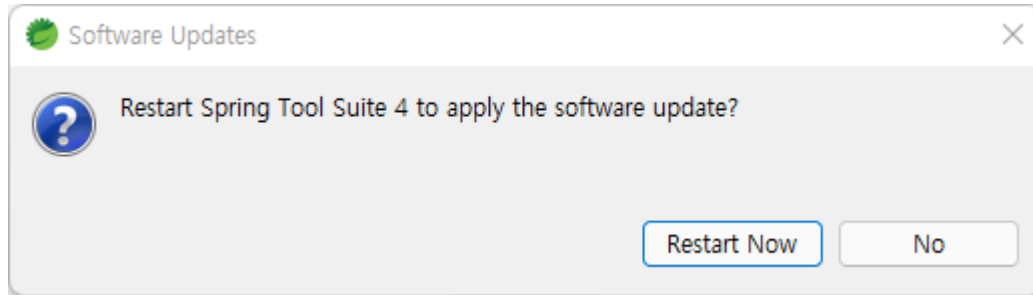 Software Updates
Restart Spring Tool Suite 4 to apply the software update?
Restart Now
No